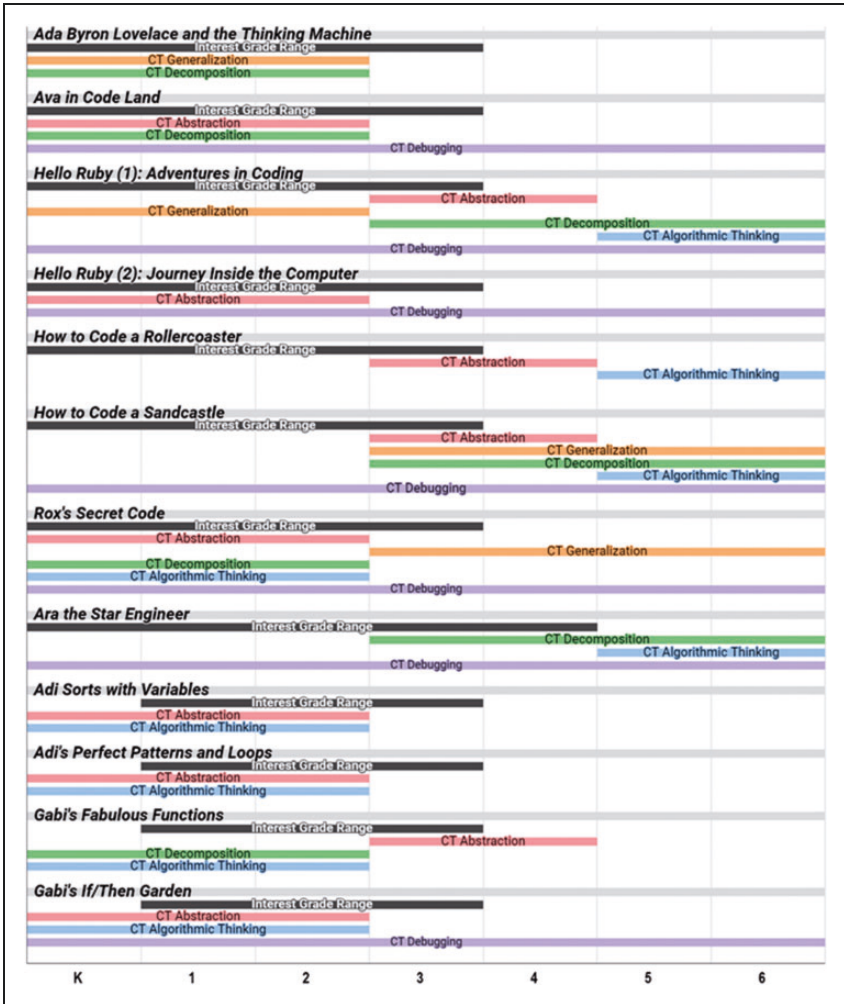 Ada Byron Lovelace and the Thinking Machine
Interest Grade Range
CT Generalization
CT Decomposition
Ava in Code Land
Interest Grade Range
CT Abstraction
CT Decomposition
CT Debugging
Hello Ruby (1): Adventures in Coding
Interest Grade Range
CT Abstraction
CT Generalization
CT Decomposition
CT Algorithmic Thinking
CT Debugging
Hello Ruby (2): Journey Inside the Computer
Interest Grade Range
CT Abstraction
CT Debugging
How to Code a Rollercoaster
Interest Grade Range
CT Abstraction
CT Algorithmic Thinking
How to Code a Sandcastle
Interest Grade Range
CT Abstraction
CT Generalization
CT Decomposition
CT Algorithmic Thinking
CT Debugging
Rox's Secret Code
Interest Grade Range
CT Abstraction
CT Generalization
CT Decomposition
CT Algorithmic Thinking
CT Debugging
Ara the Star Engineer
Interest Grade Range
CT Decomposition
CT Algorithmic Thinking
CT Debugging
Adi Sorts with Variables
Interest Grade Range
CT Abstraction
CT Algorithmic Thinking
Adi's Perfect Patterns and Loops
Interest Grade Range
CT Abstraction
CT Algorithmic Thinking
Gabi's Fabulous Functions
Interest Grade Range
CT Abstraction
CT Decomposition
CT Algorithmic Thinking
Gabi's If/Then Garden
Interest Grade Range
CT Abstraction
CT Algorithmic Thinking
CT Debugging
K 1 2 3 4 5 6